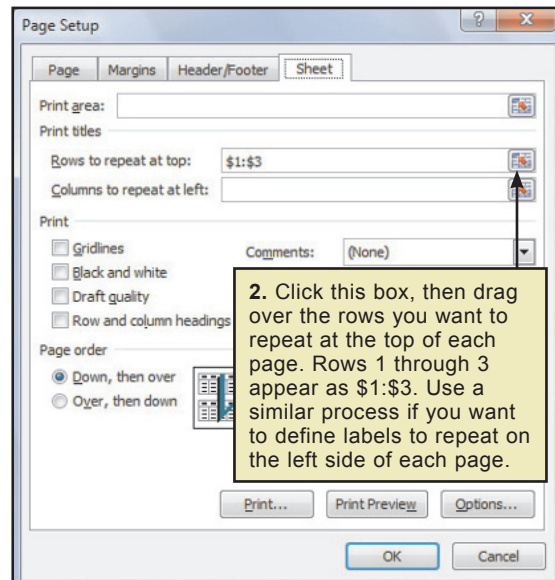 Page Setup
Page Margins Header/Footer Sheet
Print area:
Print titles
Rows to repeat at top: $1:$3
Columns to repeat at left:
Print
Gridlines Comments: (None)
Black and white
Draft quality
Row and column headings
2. Click this box, then drag
over the rows you want to
repeat at the top of each
page. Rows 1 through 3
appear as $1:$3. Use a
similar process if you want
to define labels to repeat on
the left side of each page.
Page order
Down, then over
Over, then down
Print... Print Preview Options...
OK Cancel